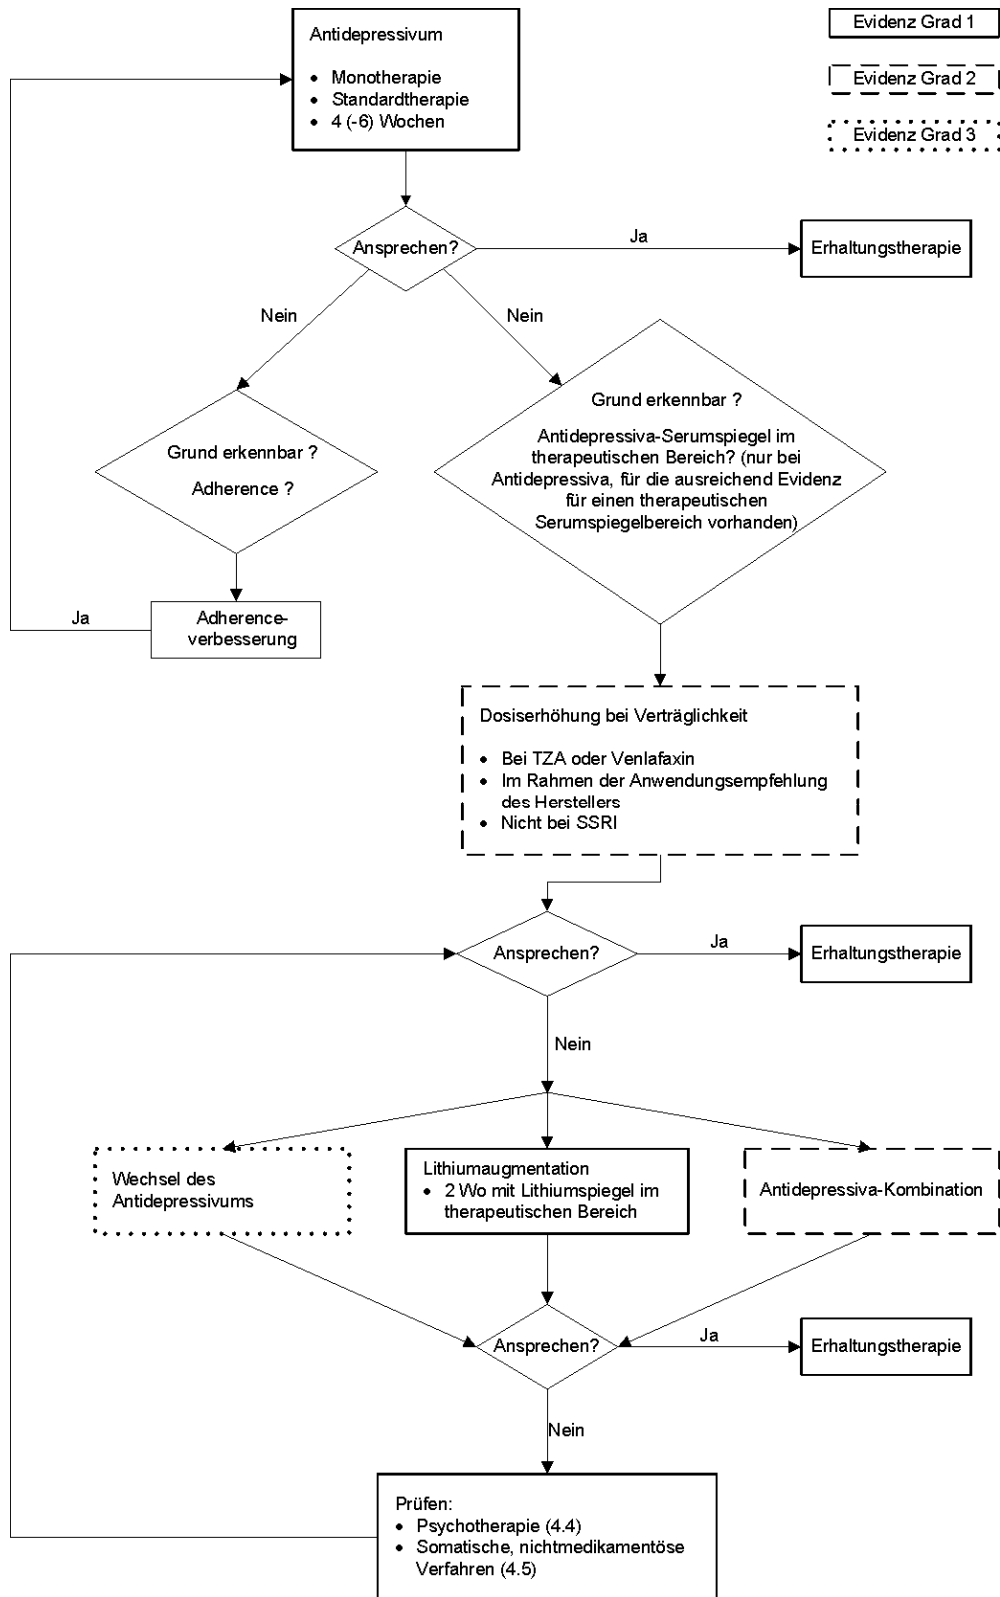 Antidepressivum
• Monotherapie
• Standardtherapie
• 4 (-6) Wochen
Evidenz Grad 1
Evidenz Grad 2
Evidenz Grad 3
Ansprechen?
Ja
Erhaltungstherapie
Nein
Nein
Grund erkennbar ?
Adherence ?
Grund erkennbar ?
Antidepressiva-Serumspiegel im
therapeutischen Bereich? (nur bei
Antidepressiva, für die ausreichend Evidenz
für einen therapeutischen
Serumspiegelbereich vorhanden)
Ja
Adherence-
verbesserung
Dosiserhöhung bei Verträglichkeit
• Bei TZA oder Venlafaxin
• Im Rahmen der Anwendungsempfehlung
des Herstellers
• Nicht bei SSRI
Ansprechen?
Ja
Erhaltungstherapie
Nein
Wechsel des
Antidepressivums
Lithiumaugmentation
• 2 Wo mit Lithiumspiegel im
therapeutischen Bereich
Antidepressiva-Kombination
Ansprechen?
Ja
Erhaltungstherapie
Nein
Prüfen:
• Psychotherapie (4.4)
• Somatische, nichtmedikamentöse
Verfahren (4.5)